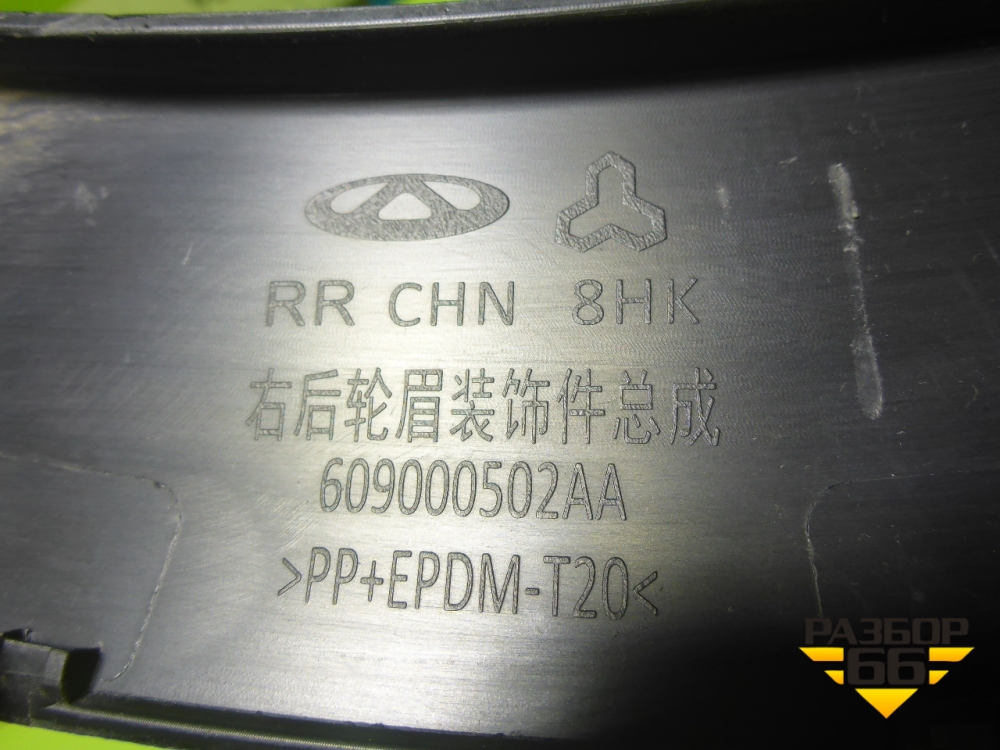 RR CHN 8HK
右后轮眉装饰件总成
609000502AA
>PP+EPDM-T20<
РАЗБОР
66